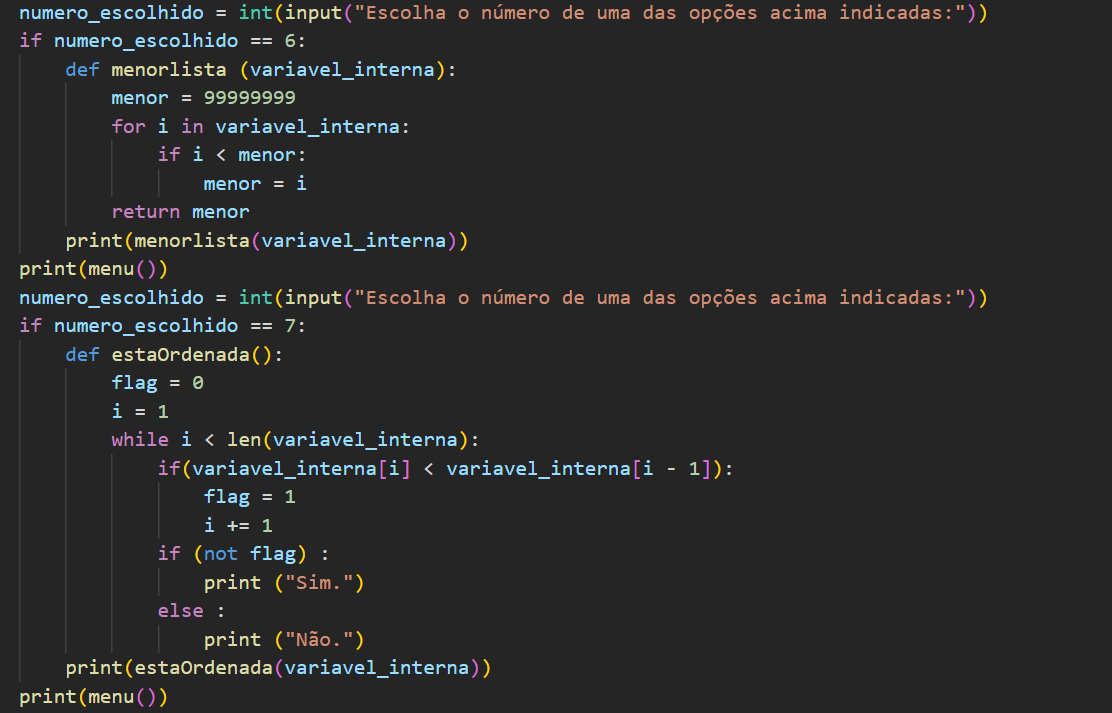 numero_escolhido = int(input("Escolha o número de uma das opções acima indicadas:"))
if numero_escolhido == 6:
    def menorlista (variavel_interna):
        menor = 99999999
        for i in variavel_interna:
            if i < menor:
                menor = i
        return menor
    print(menorlista(variavel_interna))
print(menu())
numero_escolhido = int(input("Escolha o número de uma das opções acima indicadas:"))
if numero_escolhido == 7:
    def estaOrdenada():
        flag = 0
        i = 1
        while i < len(variavel_interna):
            if(variavel_interna[i] < variavel_interna[i - 1]):
                flag = 1
                i += 1
            if (not flag) :
                print ("Sim.")
            else :
                print ("Não.")
    print(estaOrdenada(variavel_interna))
print(menu())